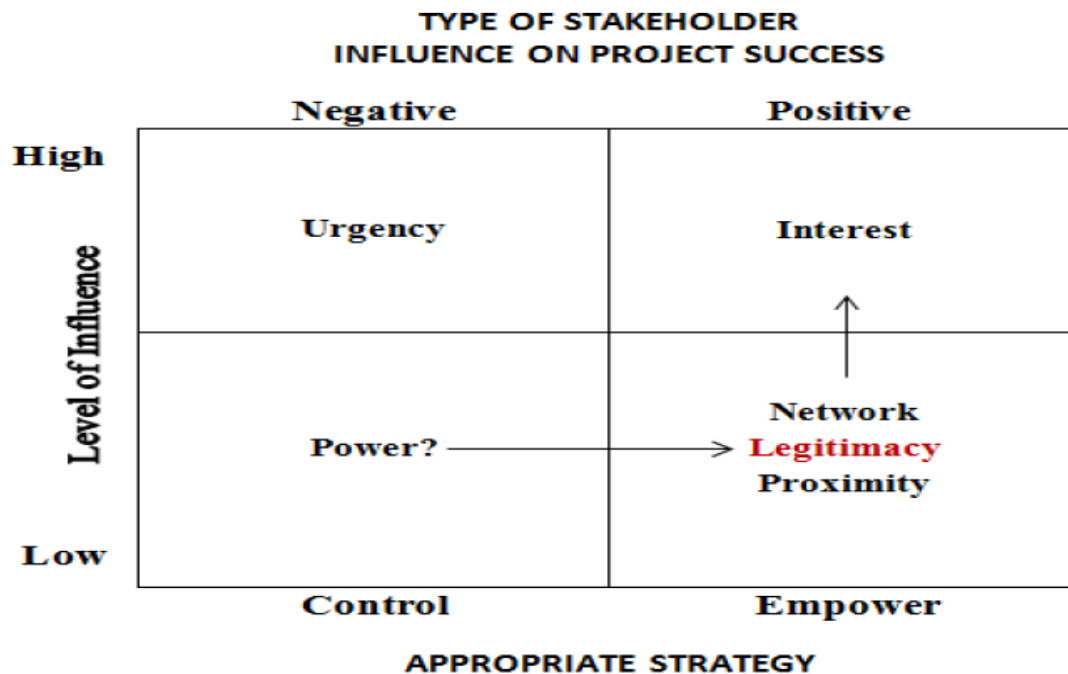 TYPE OF STAKEHOLDER
INFLUENCE ON PROJECT SUCCESS
Negative
Positive
High
Urgency
Interest
Level of Influence
Network
Power?
Legitimacy
Proximity
Low
Control
Empower
APPROPRIATE STRATEGY